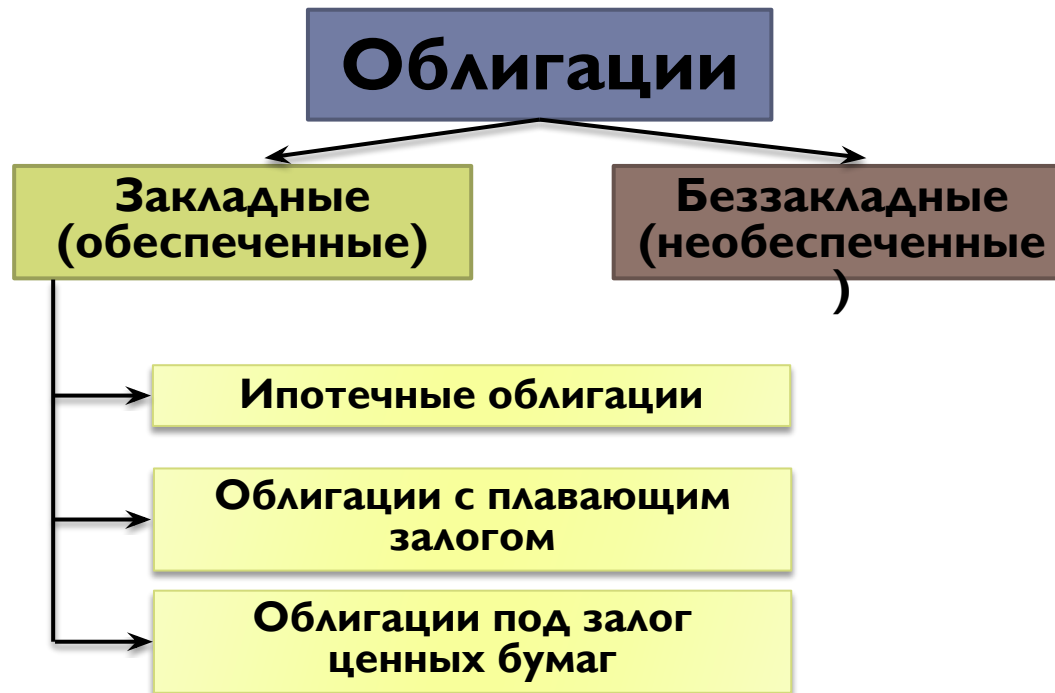 Облигации
Закладные
(обеспеченные)
Беззакладные
(необеспеченные
)
Ипотечные облигации
Облигации с плавающим
залогом
Облигации под залог
ценных бумаг